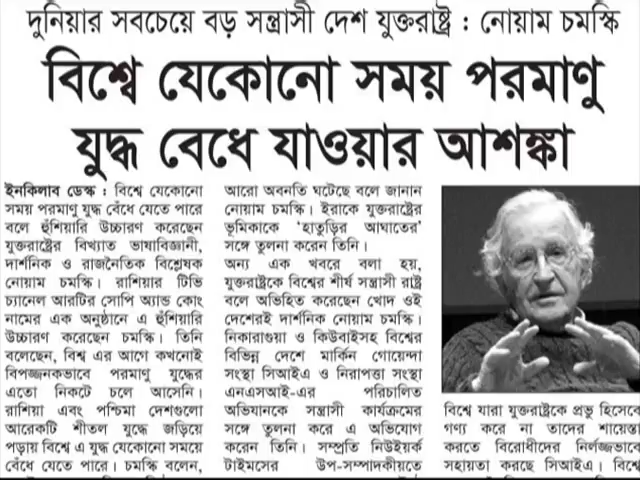 দুনিয়ার সবচেয়ে বড় সন্ত্রাসী দেশ যুক্তরাষ্ট্র : নোয়াম চমস্কি
বিশ্বে যেকোনো সময় পরমাণু
যুদ্ধ বেধে যাওয়ার আশঙ্কা
ইনকিলাব ডেস্ক : বিশ্বে যেকোনো
সময় পরমাণু যুদ্ধ বেঁধে যেতে পারে
বলে হুঁশিয়ারি উচ্চারণ করেছেন
যুক্তরাষ্ট্রের বিখ্যাত ভাষাবিজ্ঞানী,
দার্শনিক ও রাজনৈতিক বিশ্লেষক
নোয়াম চমস্কি। রাশিয়ার টিভি
চ্যানেল আরটির সোপি অ্যান্ড কোং
নামের এক অনুষ্ঠানে এ হুঁশিয়ারি
উচ্চারণ করেছেন চমস্কি। তিনি
বলেছেন, বিশ্ব এর আগে কখনোই
বিপজ্জনকভাবে পরমাণু যুদ্ধের
এতো নিকটে চলে আসেনি।
রাশিয়া এবং পশ্চিমা দেশগুলো
আরেকটি শীতল যুদ্ধে জড়িয়ে
পড়ায় বিশ্বে এ যুদ্ধ যেকোনো সময়ে
বেঁধে যেতে পারে। চমস্কি বলেন,
আরো অবনতি ঘটেছে বলে জানান
নোয়াম চমস্কি। ইরাকে যুক্তরাষ্ট্রের
ভূমিকাকে ‘হাতুড়ির আঘাতের’
সঙ্গে তুলনা করেন তিনি।
অন্য এক খবরে বলা হয়,
যুক্তরাষ্ট্রকে বিশ্বের শীর্ষ সন্ত্রাসী রাষ্ট্র
বলে অভিহিত করেছেন খোদ ওই
দেশেরই দার্শনিক নোয়াম চমস্কি।
নিকারাগুয়া ও কিউবাইসহ বিশ্বের
বিভিন্ন দেশে মার্কিন গোয়েন্দা
সংস্থা সিআইএ ও নিরাপত্তা সংস্থা
এনএসআই-এর পরিচালিত
অভিযানকে সন্ত্রাসী কার্যক্রমের
সঙ্গে তুলনা করে এ অভিযোগ
করেন তিনি। সম্প্রতি নিউইয়র্ক
টাইমসের উপ-সম্পাদকীয়তে
বিশ্বে যারা যুক্তরাষ্ট্রকে প্রভু হিসেবে
গণ্য করে না তাদের শায়েস্তা
করতে বিরোধীদের নির্লজ্জভাবে
সহায়তা করছে সিআইএ। বিশ্বে